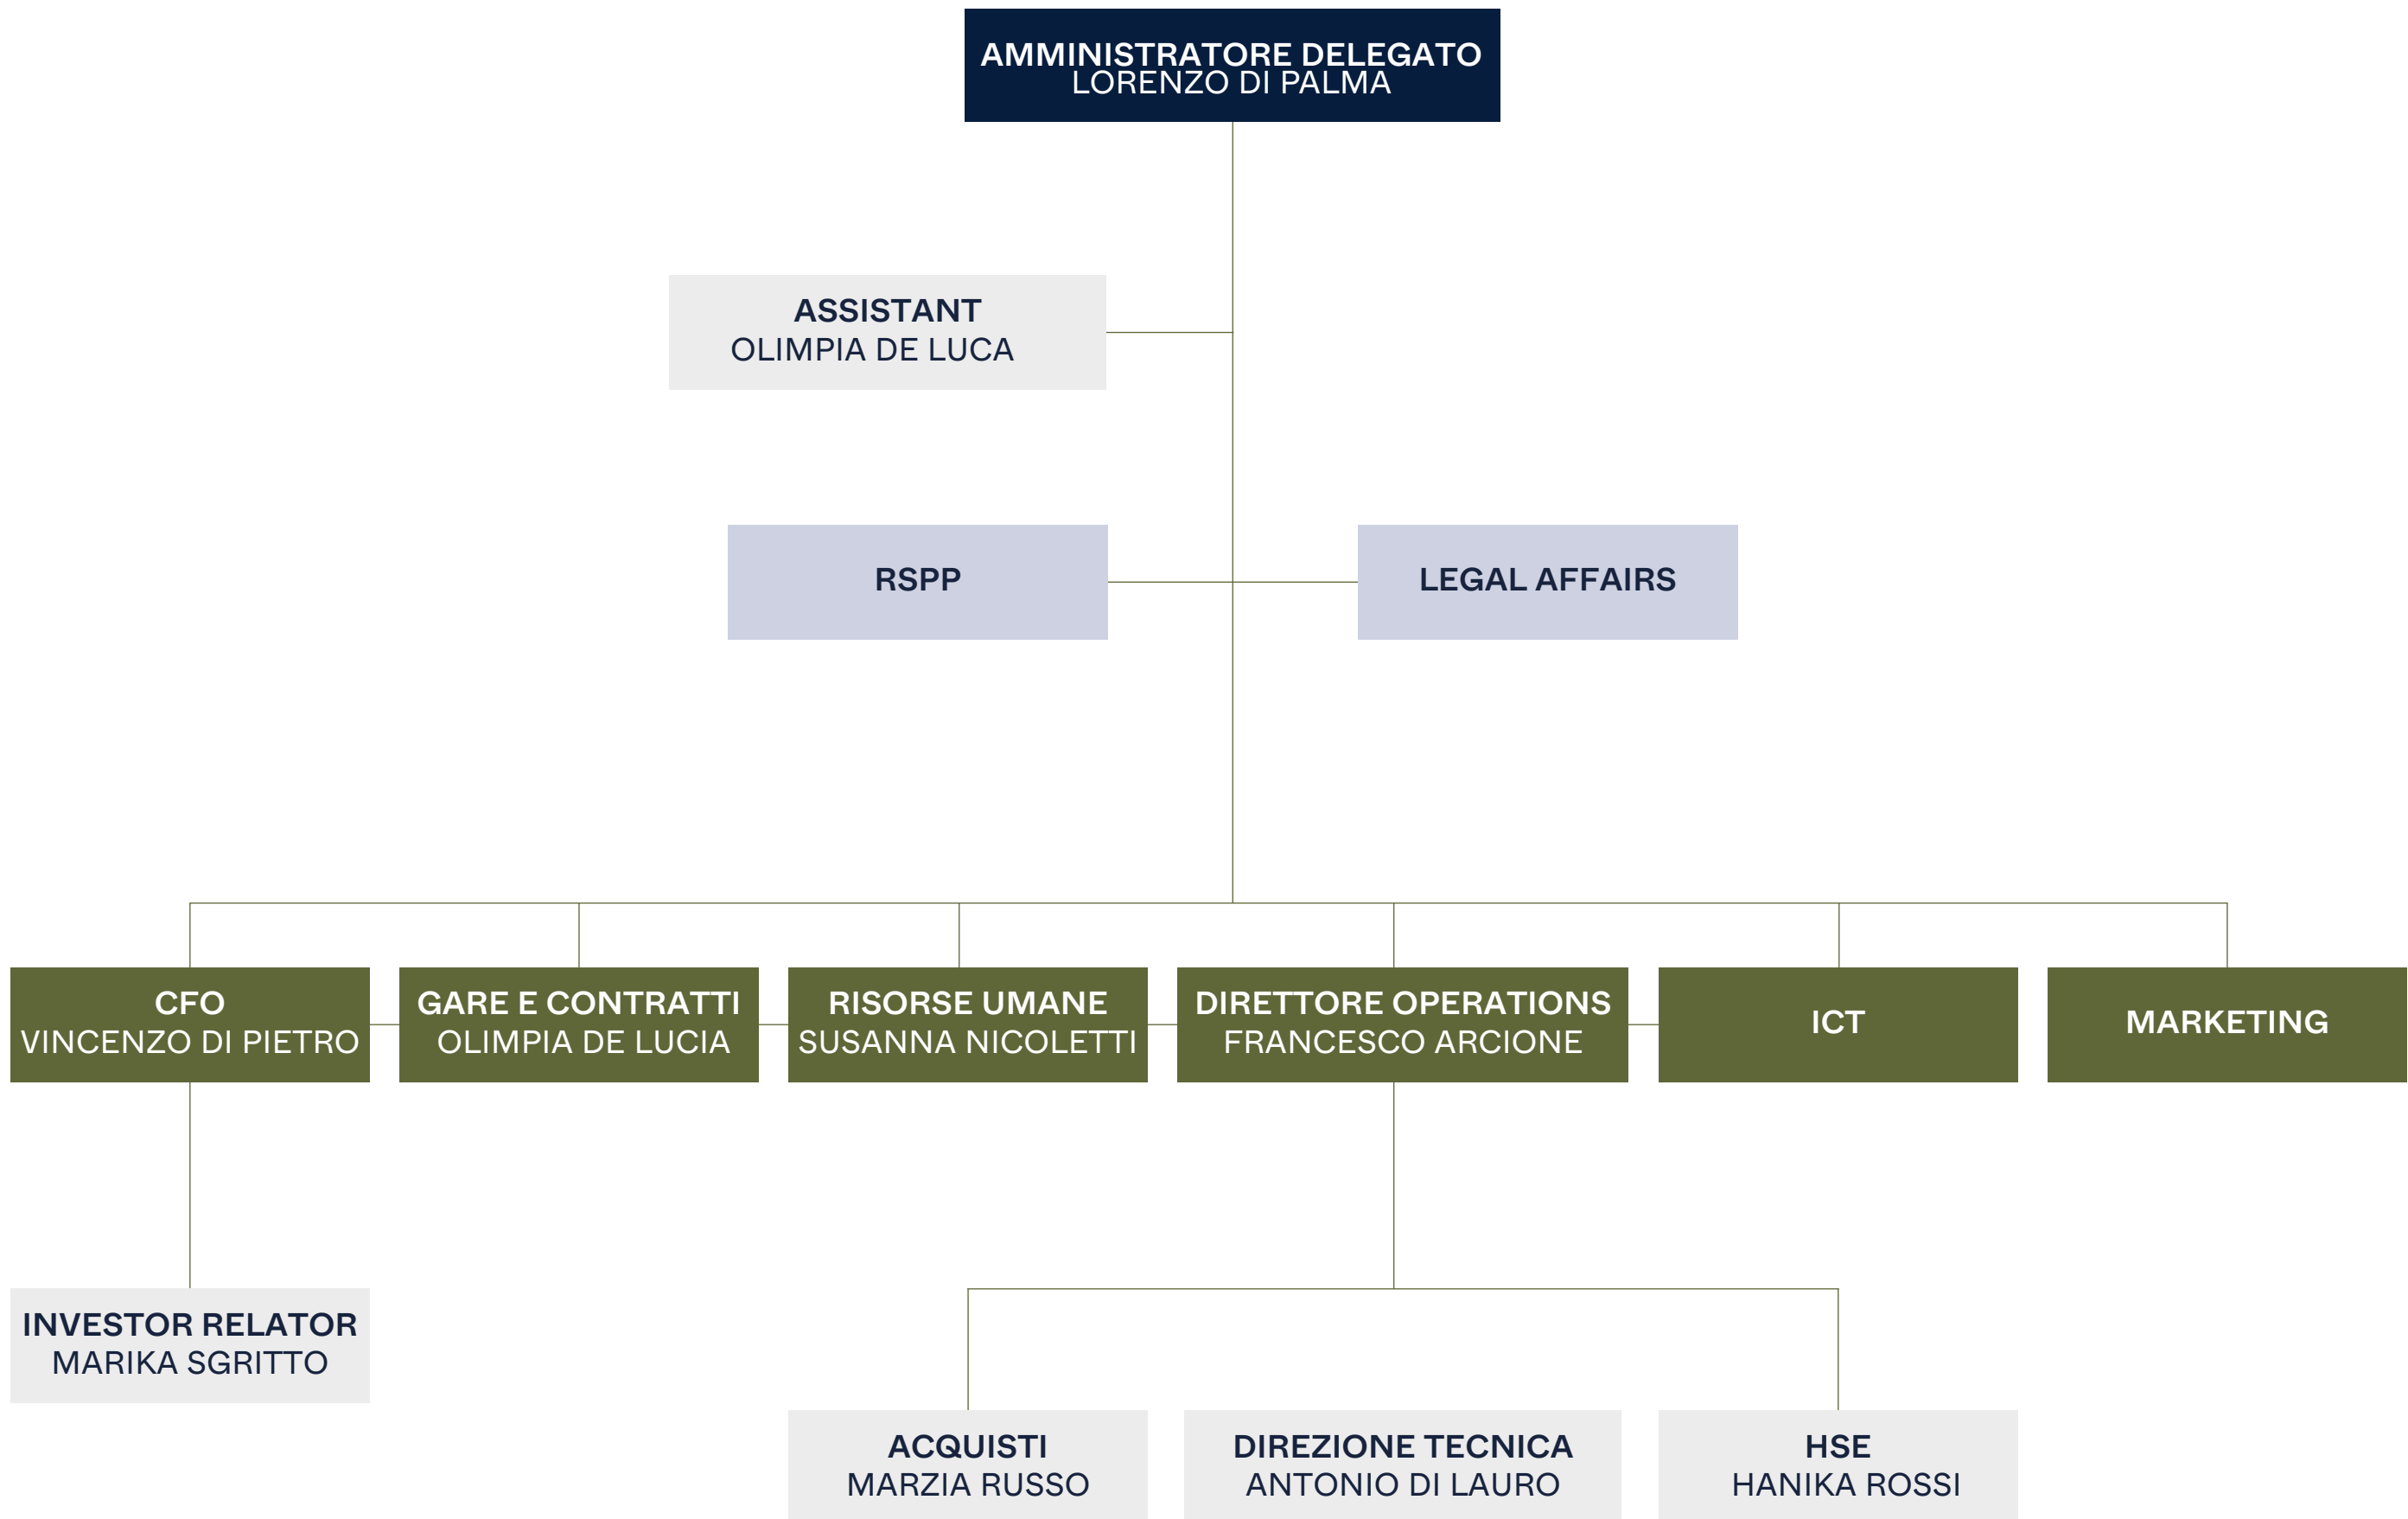 AMMINISTRATORE DELEGATO
LORENZO DI PALMA
ASSISTANT
OLIMPIA DE LUCA
RSPP
LEGAL AFFAIRS
CFO
VINCENZO DI PIETRO
GARE E CONTRATTI
OLIMPIA DE LUCIA
RISORSE UMANE
SUSANNA NICOLETTI
DIRETTORE OPERATIONS
FRANCESCO ARCIONE
ICT
MARKETING
INVESTOR RELATOR
MARIKA SGRITTO
ACQUISTI
MARZIA RUSSO
DIREZIONE TECNICA
ANTONIO DI LAURO
HSE
HANIKA ROSSI